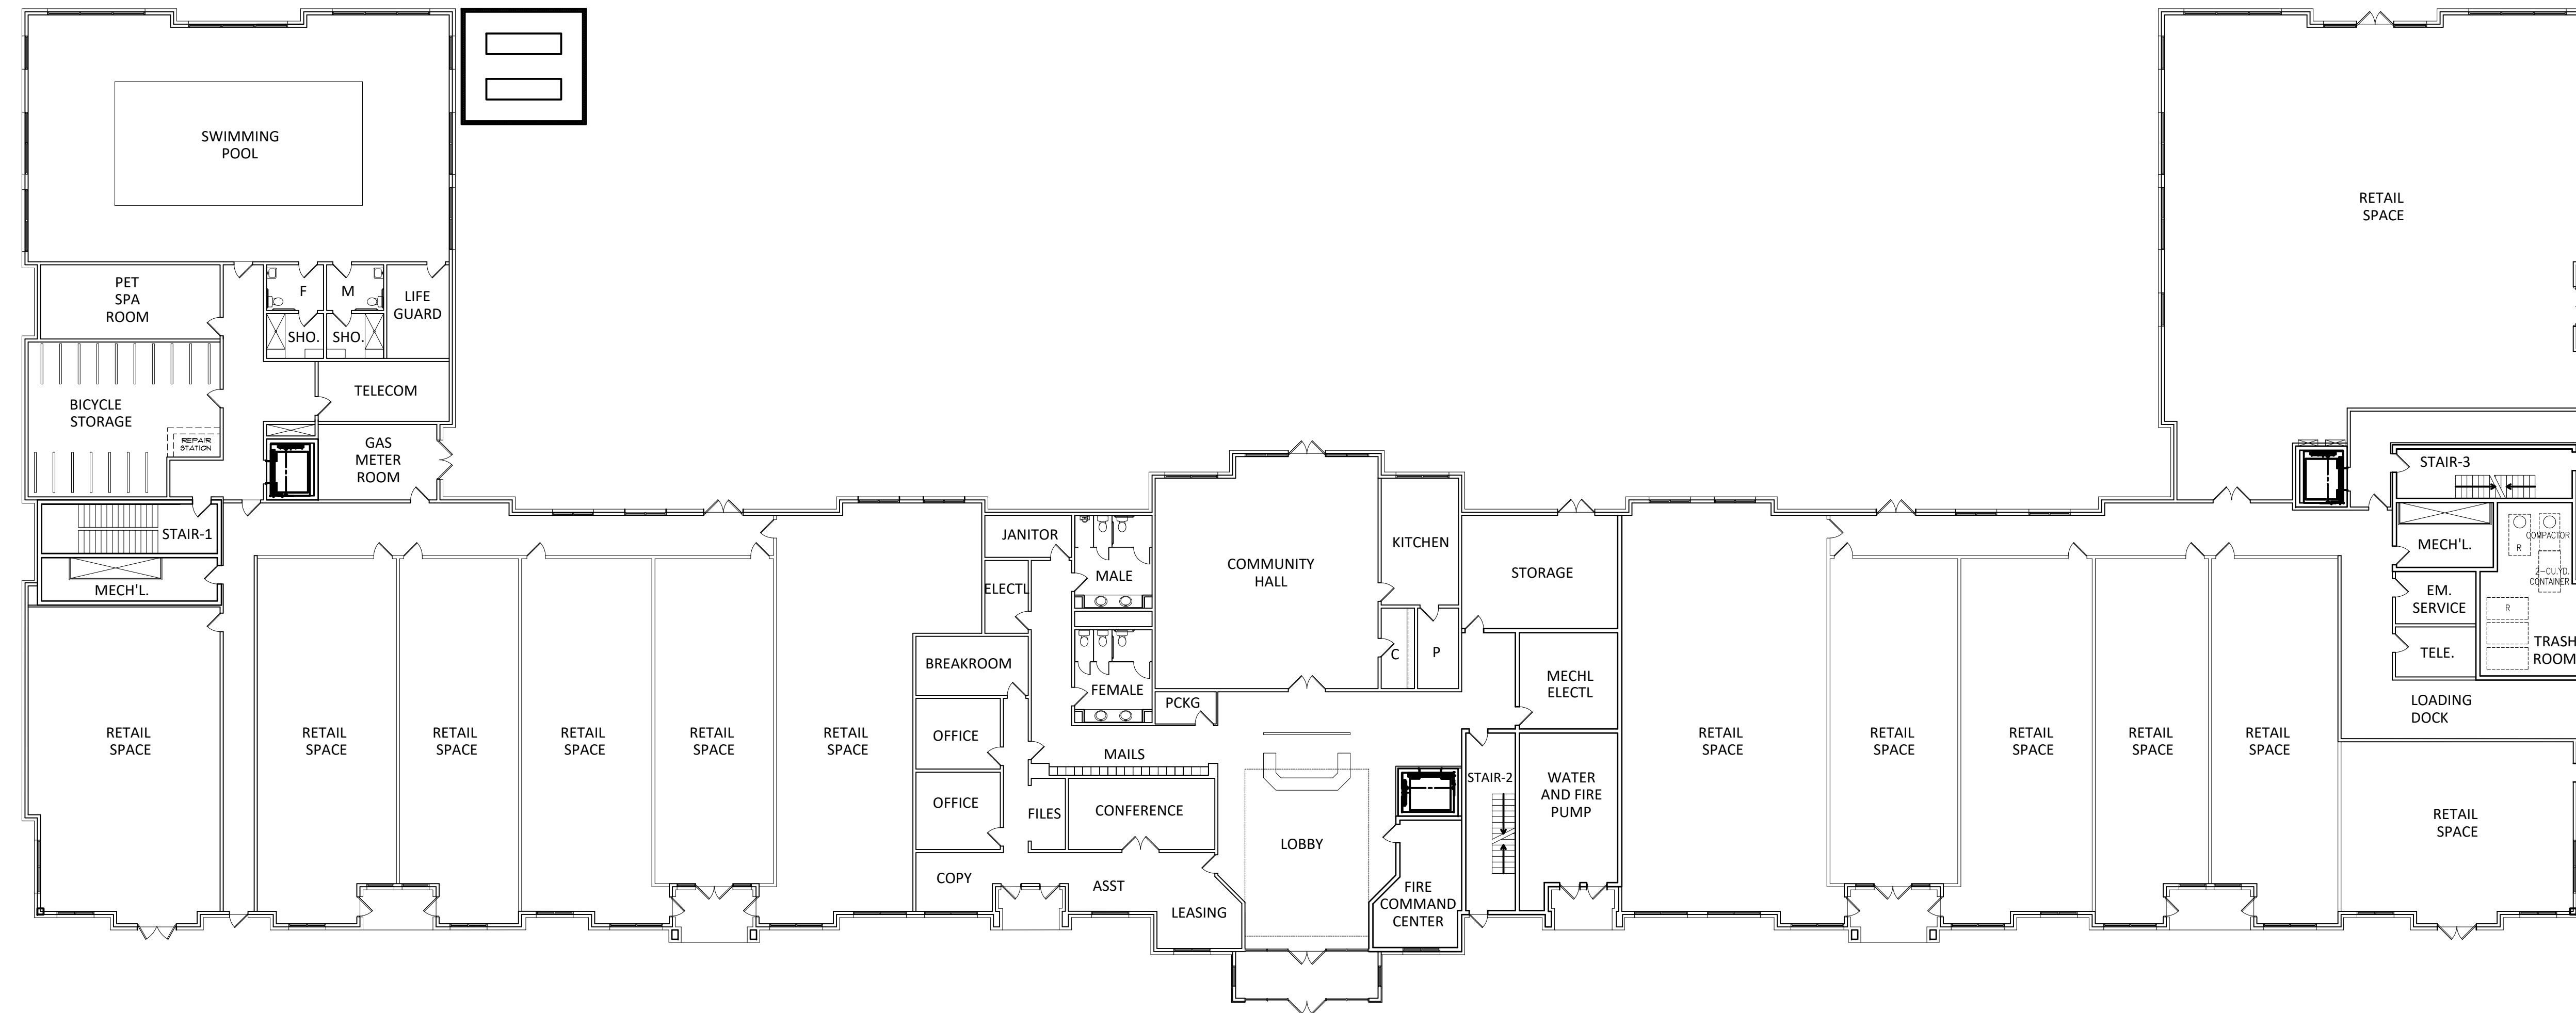 SWIMMING
POOL
RETAIL
SPACE
PET
SPA
ROOM
F
M
LIFE
GUARD
SHO.
SHO.
TELECOM
BICYCLE
STORAGE
REPAIR
STATION
GAS
METER
ROOM
STAIR-1
MECH'L.
JANITOR
ELECTL
MALE
FEMALE
COMMUNITY
HALL
KITCHEN
C
P
STORAGE
MECHL
ELECTL
STAIR-3
MECH'L.
COMPACTOR
R
2-CU.YD.
CONTAINER
EM.
SERVICE
R
TELE.
TRASH
ROOM
LOADING
DOCK
BREAKROOM
PCKG
RETAIL
SPACE
RETAIL
SPACE
RETAIL
SPACE
RETAIL
SPACE
RETAIL
SPACE
RETAIL
SPACE
OFFICE
MAILS
OFFICE
FILES
CONFERENCE
LOBBY
STAIR-2
WATER
AND FIRE
PUMP
RETAIL
SPACE
RETAIL
SPACE
RETAIL
SPACE
RETAIL
SPACE
RETAIL
SPACE
RETAIL
SPACE
COPY
ASST
LEASING
FIRE
COMMAND
CENTER